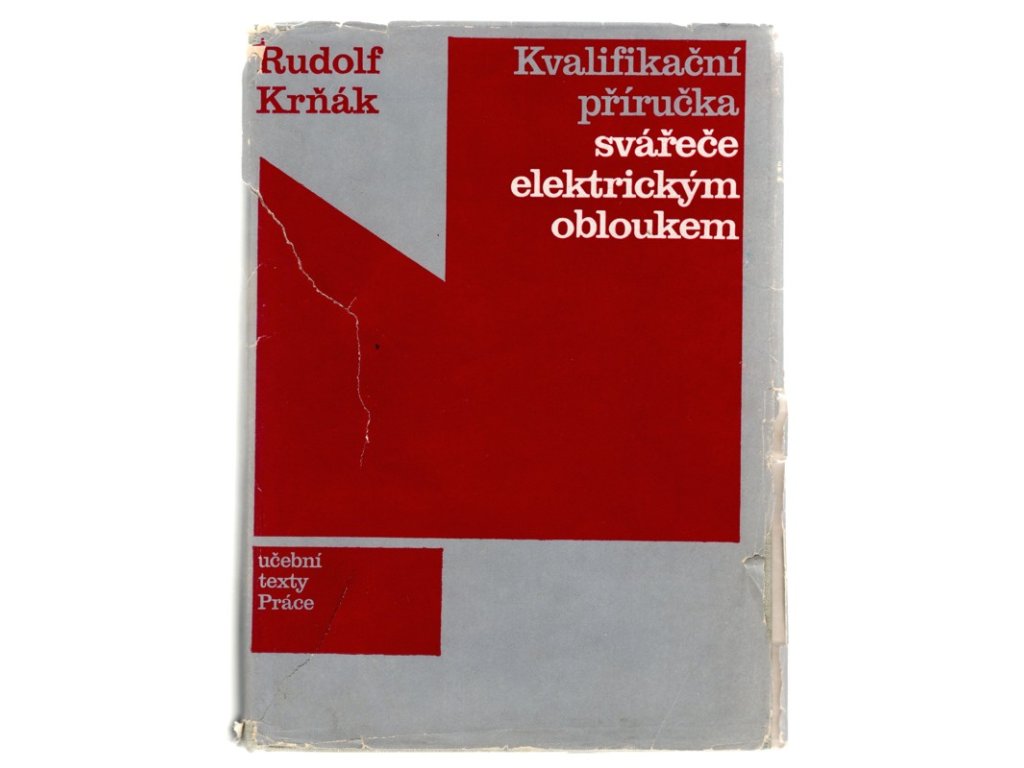 Rudolf
Krňák
Kvalifikační
příručka
svářeče
elektrickým
obloukem
učební
texty
Práce